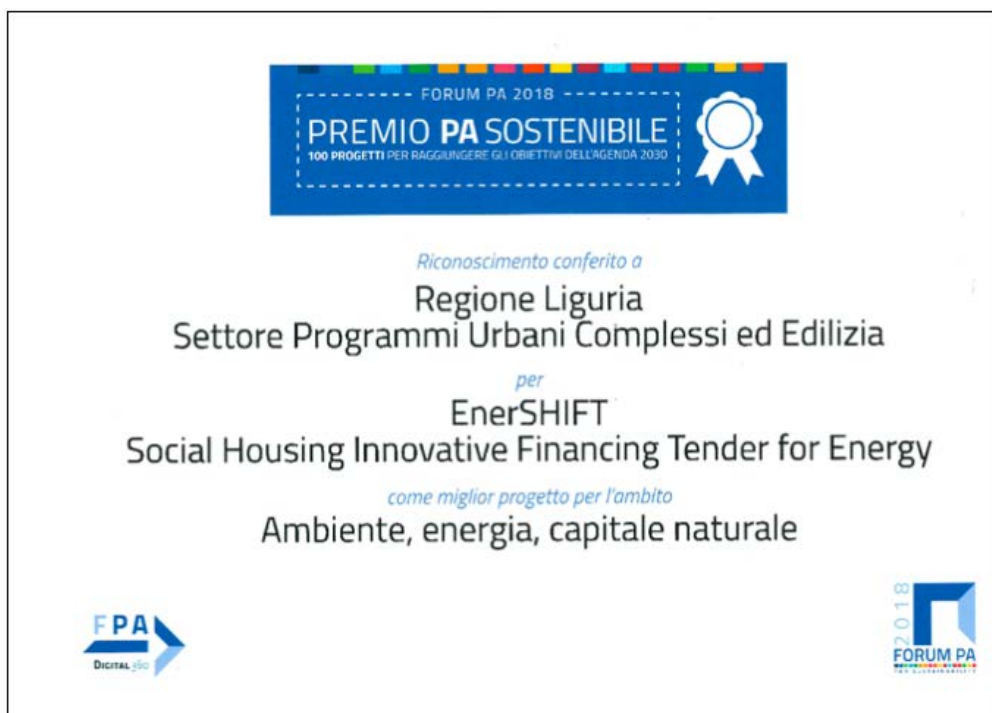 FORUM PA 2018
PREMIO PA SOSTENIBILE
100 PROGETTI PER RAGGIUNGERE GLI OBIETTIVI DELL'AGENDA 2030
Riconoscimento conferito a
Regione Liguria
Settore Programmi Urbani Complessi ed Edilizia
per
EnerSHIFT
Social Housing Innovative Financing Tender for Energy
come miglior progetto per l'ambito
Ambiente, energia, capitale naturale
FPA
DIGITAL 360
2018
FORUM PA